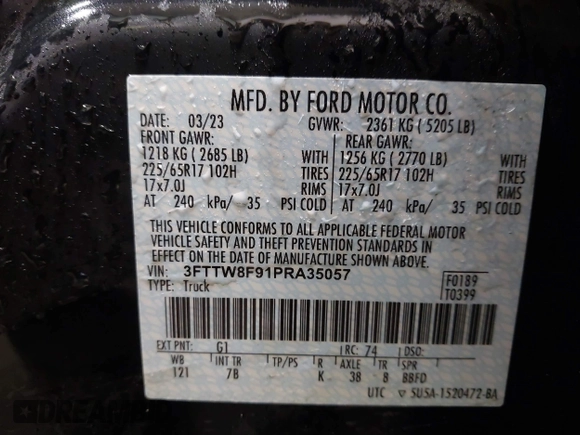 MFD. BY FORD MOTOR CO.
DATE: 03/23 GVWR: 2361 KG ( 5205 LB)
FRONT GAWR: REAR GAWR:
1218 KG ( 2685 LB) WITH 1256 KG ( 2770 LB) WITH
225/65R17 102H TIRES 225/65R17 102H TIRES
17x7.0J RIMS 17x7.0J RIMS
AT 240 kPa/ 35 PSI COLD AT 240 kPa/ 35 PSI COLD
THIS VEHICLE CONFORMS TO ALL APPLICABLE FEDERAL MOTOR
VEHICLE SAFETY AND THEFT PREVENTION STANDARDS IN
EFFECT ON THE DATE OF MANUFACTURE SHOWN ABOVE.
VIN: 3FTTW8F91PRA35057 F0189
TYPE: Truck T0399
EXT PNT: G1 RC: 74 DSO:
WB INT TR TP/PS R AXLE TR SPR
121 7B K 38 8 BBFD
UTC ▽ SU5A-1520472-BA